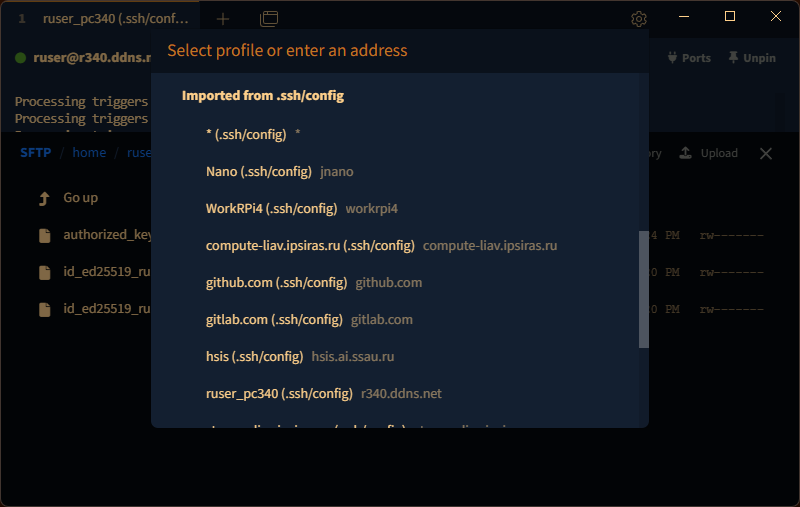 1 ruser_pc340 (.ssh/conf…
ruser@r340.ddns.n
Select profile or enter an address
Ports Unpin
Imported from .ssh/config
Processing triggers
Processing triggers
* (.ssh/config) *
SFTP / home / ruse
Upload
Nano (.ssh/config) jnano
Go up
WorkRPi4 (.ssh/config) workrpi4
authorized_key
4 PM rw-------
compute-liav.ipsiras.ru (.ssh/config) compute-liav.ipsiras.ru
id_ed25519_ru
0 PM rw-------
github.com (.ssh/config) github.com
id_ed25519_ru
0 PM rw-------
gitlab.com (.ssh/config) gitlab.com
hsis (.ssh/config) hsis.ai.ssau.ru
ruser_pc340 (.ssh/config) r340.ddns.net